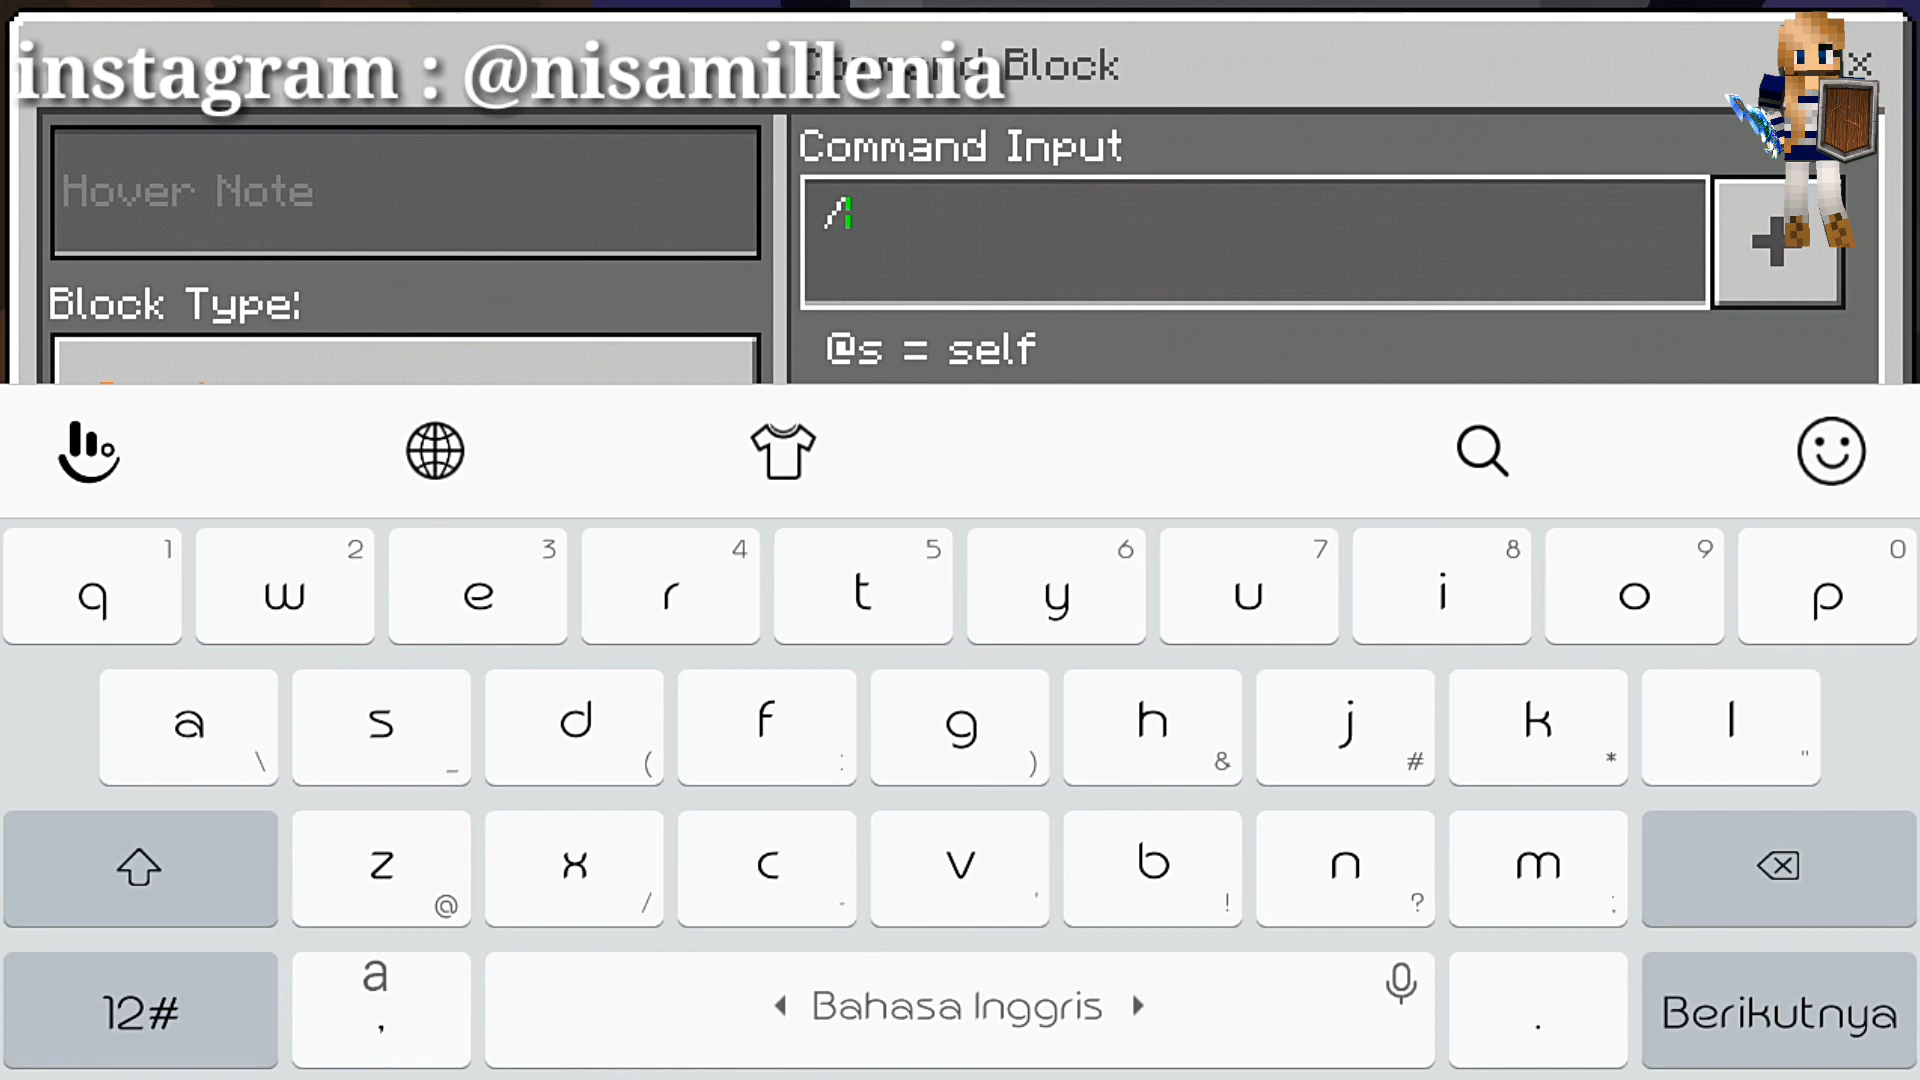 instagram : @nisamillenia
Command Block
x
Hover Note
Command Input
/
Block Type:
@s = self
1 2 3 4 5 6 7 8 9 0
q w e r t y u i o p
a s d f g h j k l
\ _ ( : ) & # * "
z x c v b n m
@ / - ' ! ? ;
12# a , Bahasa Inggris . Berikutnya